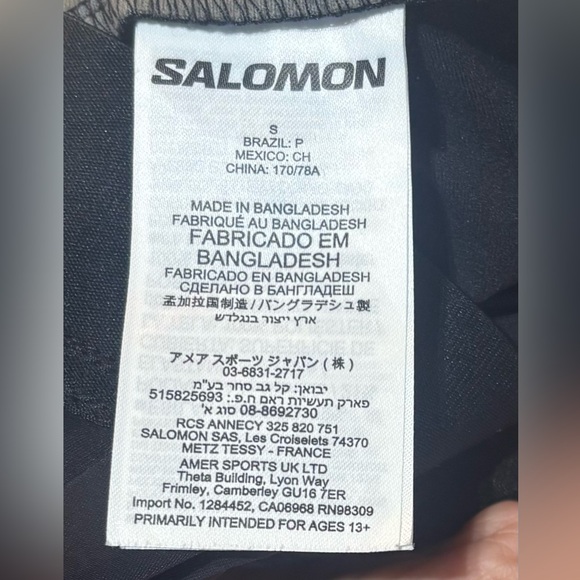 SALOMON
S
BRAZIL: P
MEXICO: CH
CHINA: 170/78A
MADE IN BANGLADESH
FABRIQUÉ AU BANGLADESH
FABRICADO EM
BANGLADESH
FABRICADO EN BANGLADESH
СДЕЛАНО В БАНГЛАДЕШ
孟加拉国制造/バングラデシュ製
ארץ ייצור בנגלדש
アメア スポーツ ジャパン (株)
03-6831-2717
יבואן: קל גב סחר בע"מ
פארק תעשיות ראם ח.פ.: 515825693
08-8692730 סוג א'
RCS ANNECY 325 820 751
SALOMON SAS, Les Croiselets 74370
METZ TESSY - FRANCE
AMER SPORTS UK LTD
Theta Building, Lyon Way
Frimley, Camberley GU16 7ER
Import No. 1284452, CA06968 RN98309
PRIMARILY INTENDED FOR AGES 13+